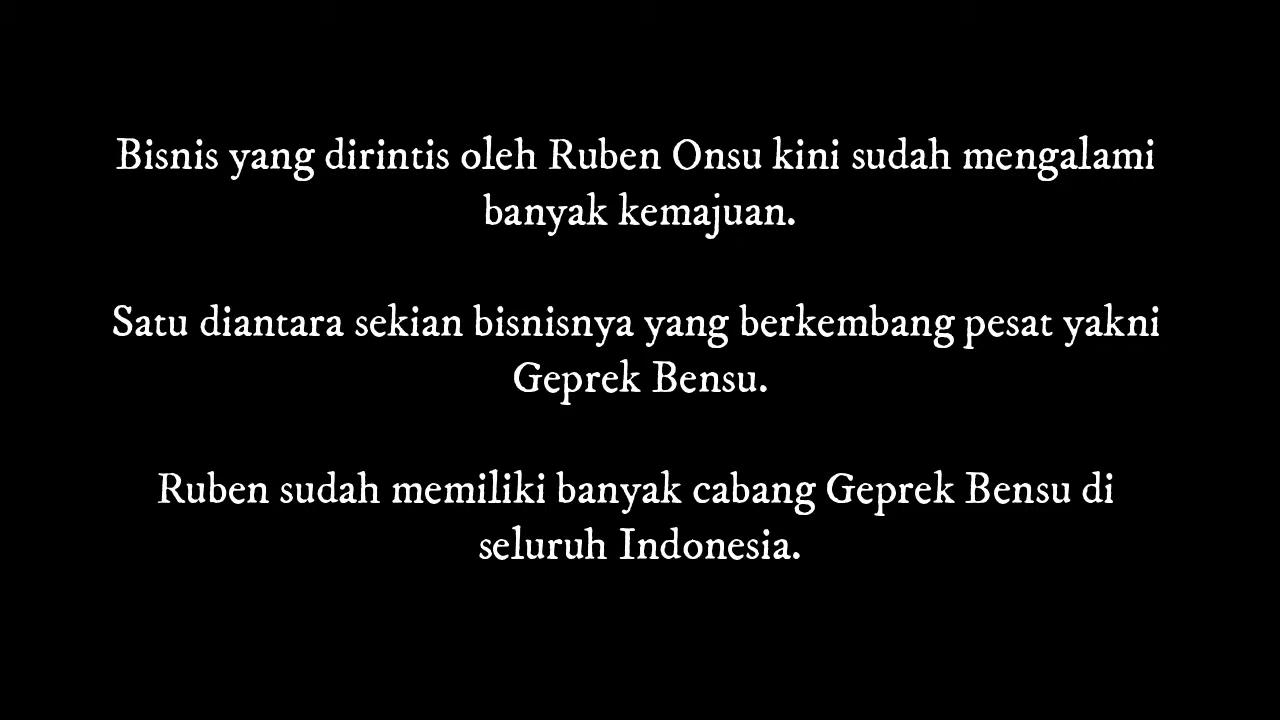 Bisnis yang dirintis oleh Ruben Onsu kini sudah mengalami
banyak kemajuan.
Satu diantara sekian bisnisnya yang berkembang pesat yakni
Geprek Bensu.
Ruben sudah memiliki banyak cabang Geprek Bensu di
seluruh Indonesia.